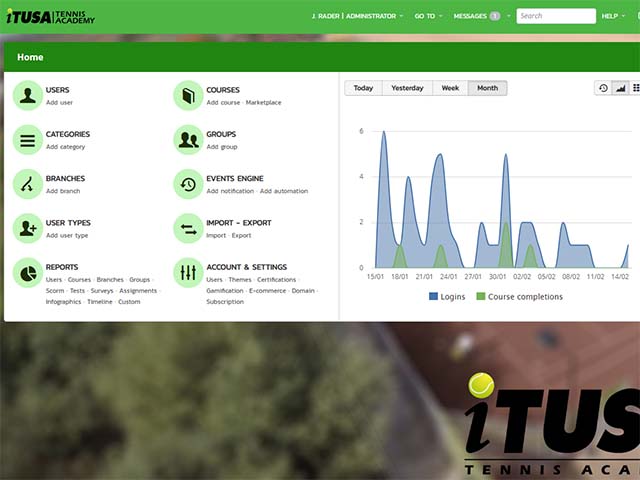 iTUSA TENNIS ACADEMY
J. RADER | ADMINISTRATOR GO TO MESSAGES 1 Search HELP
Home
USERS
Add user
COURSES
Add course · Marketplace
CATEGORIES
Add category
GROUPS
Add group
BRANCHES
Add branch
EVENTS ENGINE
Add notification · Add automation
USER TYPES
Add user type
IMPORT - EXPORT
Import · Export
REPORTS
Users · Courses · Branches · Groups ·
Scorm · Tests · Surveys · Assignments ·
Infographics · Timeline · Custom
ACCOUNT & SETTINGS
Users · Themes · Certifications ·
Gamification · E-commerce · Domain ·
Subscription
Today Yesterday Week Month
6
4
2
0
15/01 18/01 21/01 24/01 27/01 30/01 02/02 05/02 08/02 11/02 14/02
Logins Course completions
iTUS
TENNIS ACA